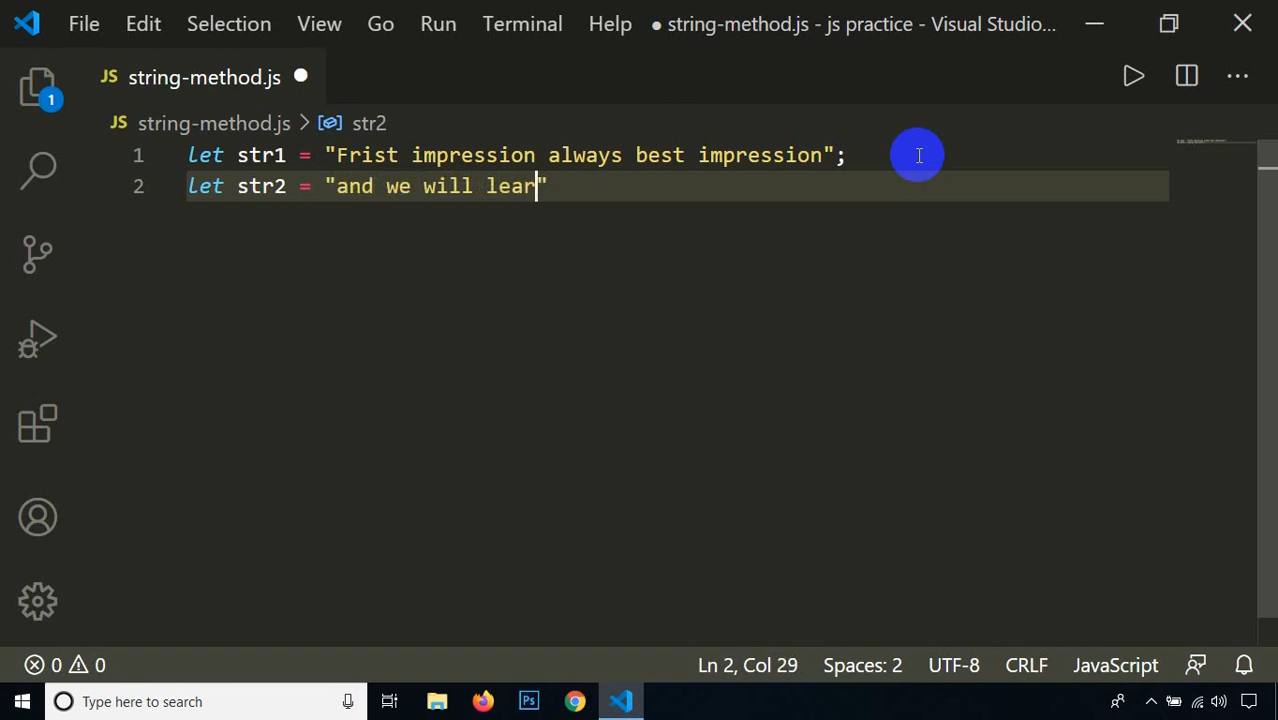 File Edit Selection View Go Run Terminal Help ● string-method.js - js practice - Visual Studio...
JS string-method.js
1
JS string-method.js > str2
1 let str1 = "Frist impression always best impression";
2 let str2 = "and we will lear"
0 0 Ln 2, Col 29 Spaces: 2 UTF-8 CRLF JavaScript
Type here to search Ps